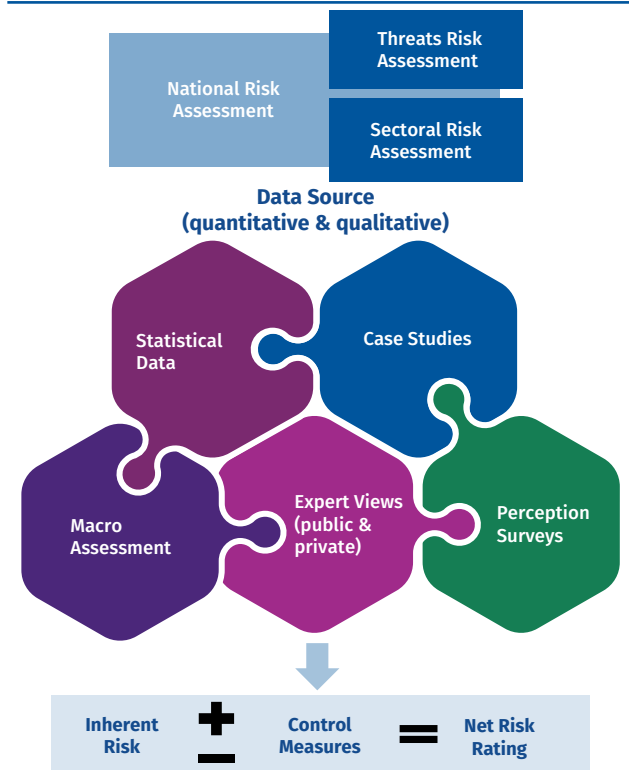 Threats Risk
Assessment
National Risk
Assessment
Sectoral Risk
Assessment
Data Source
(quantitative & qualitative)
Statistical
Data
Case Studies
Macro
Assessment
Expert Views
(public &
private)
Perception
Surveys
Inherent
Risk
+
−
Control
Measures
=
Net Risk
Rating